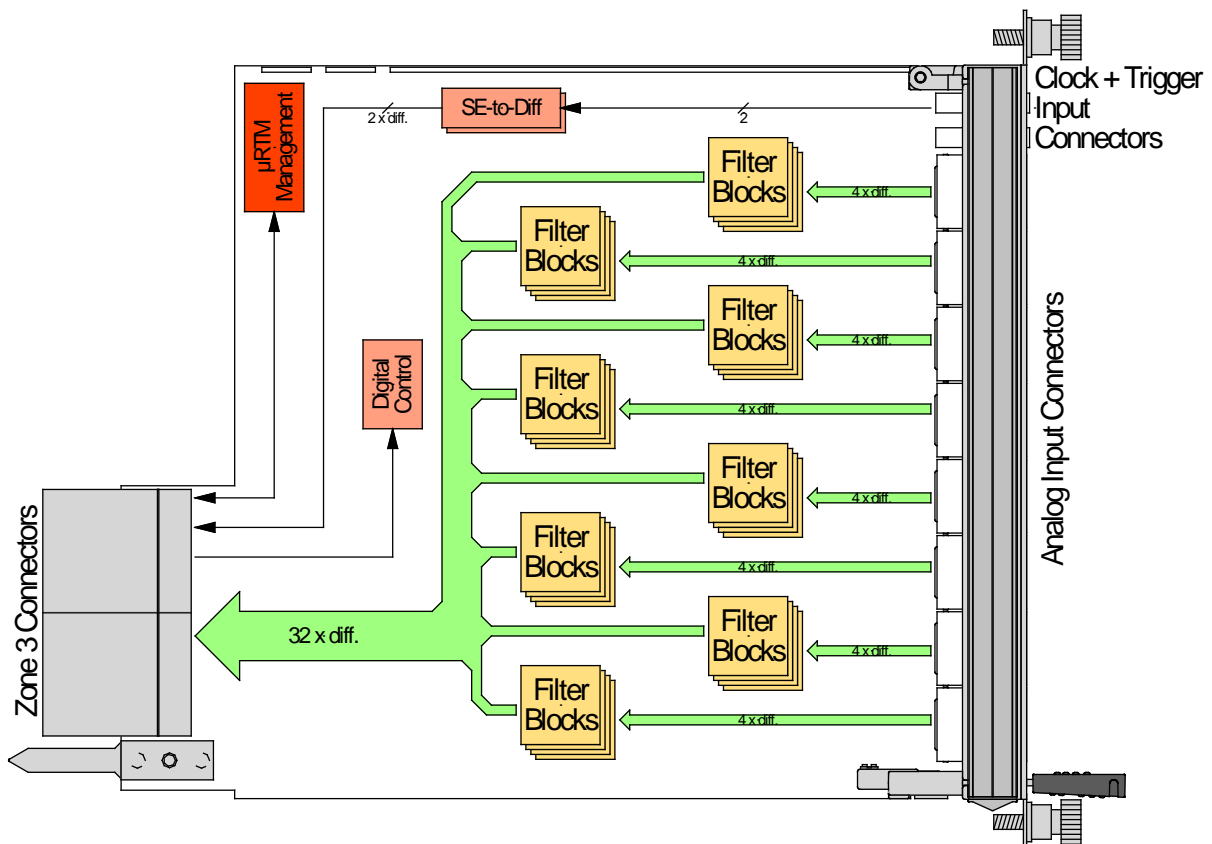 Clock + Trigger
Input
Connectors
SE-to-Diff
2 x diff.
2
µRTM
Management
Filter
Blocks
4 x diff.
Filter
Blocks
4 x diff.
Filter
Blocks
4 x diff.
Digital
Control
Filter
Blocks
4 x diff.
Analog Input Connectors
Filter
Blocks
4 x diff.
Zone 3 Connectors
Filter
Blocks
4 x diff.
32 x diff.
Filter
Blocks
4 x diff.
Filter
Blocks
4 x diff.